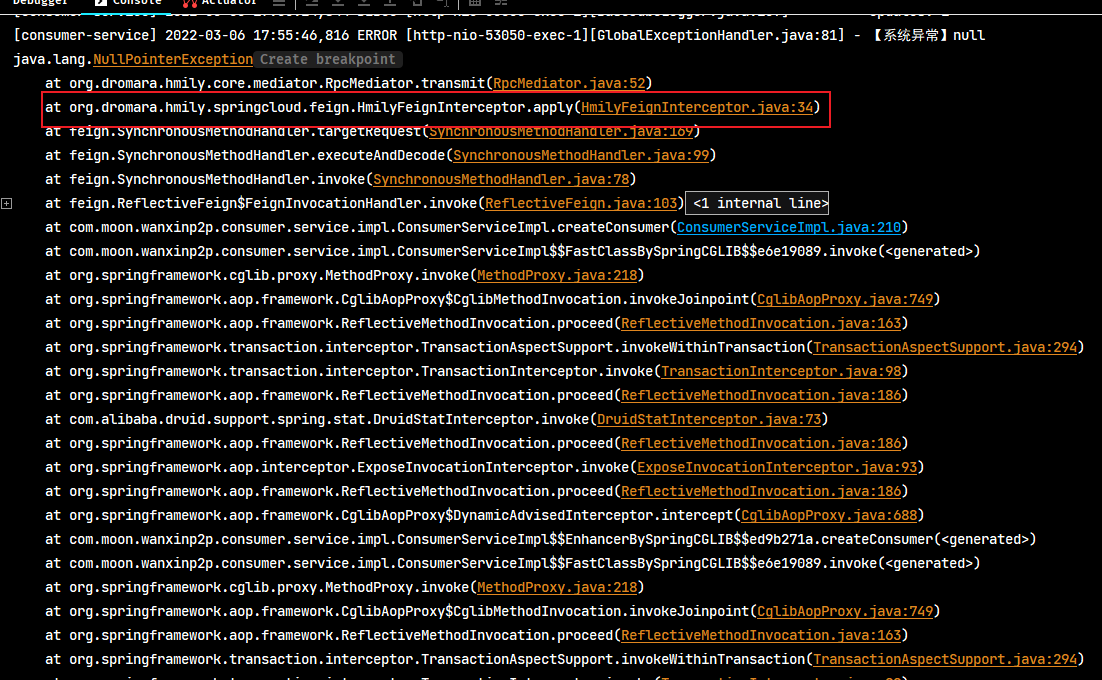 Debugger Console Actuator
[consumer-service] 2022-03-06 17:55:46,816 ERROR [http-nio-53050-exec-1][GlobalExceptionHandler.java:81] - 【系统异常】null
java.lang.NullPointerException Create breakpoint
at org.dromara.hmily.core.mediator.RpcMediator.transmit(RpcMediator.java:52)
at org.dromara.hmily.springcloud.feign.HmilyFeignInterceptor.apply(HmilyFeignInterceptor.java:34)
at feign.SynchronousMethodHandler.targetRequest(SynchronousMethodHandler.java:169)
at feign.SynchronousMethodHandler.executeAndDecode(SynchronousMethodHandler.java:99)
at feign.SynchronousMethodHandler.invoke(SynchronousMethodHandler.java:78)
at feign.ReflectiveFeign$FeignInvocationHandler.invoke(ReflectiveFeign.java:103) <1 internal line>
at com.moon.wanxinp2p.consumer.service.impl.ConsumerServiceImpl.createConsumer(ConsumerServiceImpl.java:210)
at com.moon.wanxinp2p.consumer.service.impl.ConsumerServiceImpl$$FastClassBySpringCGLIB$$e6e19089.invoke(<generated>)
at org.springframework.cglib.proxy.MethodProxy.invoke(MethodProxy.java:218)
at org.springframework.aop.framework.CglibAopProxy$CglibMethodInvocation.invokeJoinpoint(CglibAopProxy.java:749)
at org.springframework.aop.framework.ReflectiveMethodInvocation.proceed(ReflectiveMethodInvocation.java:163)
at org.springframework.transaction.interceptor.TransactionAspectSupport.invokeWithinTransaction(TransactionAspectSupport.java:294)
at org.springframework.transaction.interceptor.TransactionInterceptor.invoke(TransactionInterceptor.java:98)
at org.springframework.aop.framework.ReflectiveMethodInvocation.proceed(ReflectiveMethodInvocation.java:186)
at com.alibaba.druid.support.spring.stat.DruidStatInterceptor.invoke(DruidStatInterceptor.java:73)
at org.springframework.aop.framework.ReflectiveMethodInvocation.proceed(ReflectiveMethodInvocation.java:186)
at org.springframework.aop.interceptor.ExposeInvocationInterceptor.invoke(ExposeInvocationInterceptor.java:93)
at org.springframework.aop.framework.ReflectiveMethodInvocation.proceed(ReflectiveMethodInvocation.java:186)
at org.springframework.aop.framework.CglibAopProxy$DynamicAdvisedInterceptor.intercept(CglibAopProxy.java:688)
at com.moon.wanxinp2p.consumer.service.impl.ConsumerServiceImpl$$EnhancerBySpringCGLIB$$ed9b271a.createConsumer(<generated>)
at com.moon.wanxinp2p.consumer.service.impl.ConsumerServiceImpl$$FastClassBySpringCGLIB$$e6e19089.invoke(<generated>)
at org.springframework.cglib.proxy.MethodProxy.invoke(MethodProxy.java:218)
at org.springframework.aop.framework.CglibAopProxy$CglibMethodInvocation.invokeJoinpoint(CglibAopProxy.java:749)
at org.springframework.aop.framework.ReflectiveMethodInvocation.proceed(ReflectiveMethodInvocation.java:163)
at org.springframework.transaction.interceptor.TransactionAspectSupport.invokeWithinTransaction(TransactionAspectSupport.java:294)